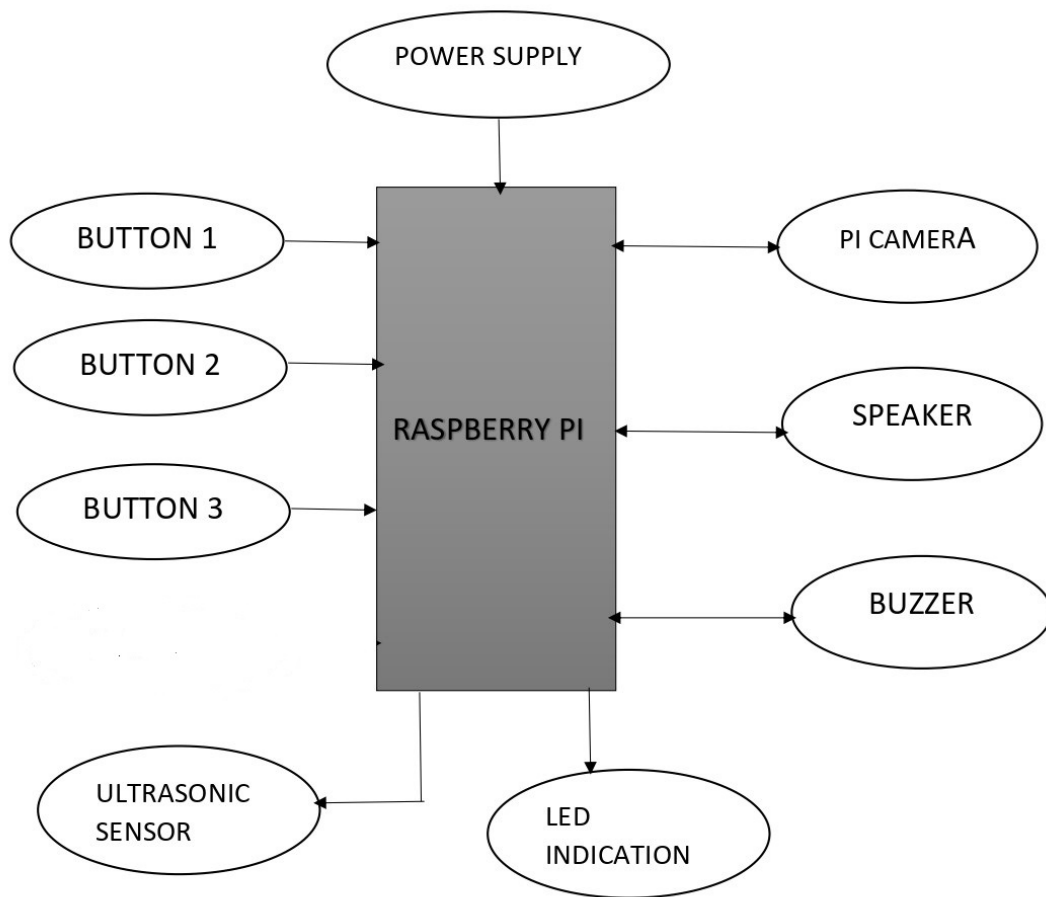 POWER SUPPLY
BUTTON 1
PI CAMERA
BUTTON 2
SPEAKER
RASPBERRY PI
BUTTON 3
BUZZER
ULTRASONIC
SENSOR
LED
INDICATION